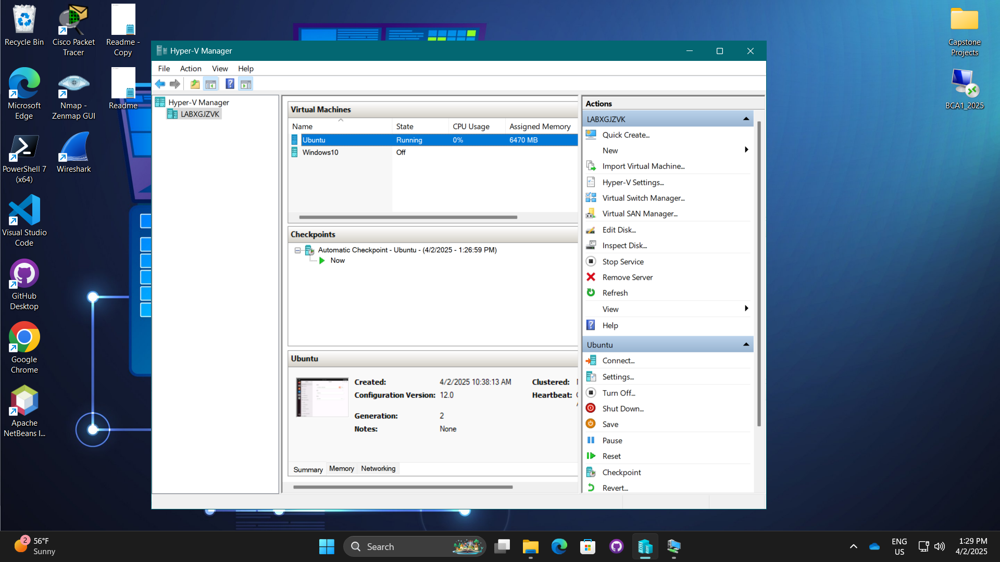 Recycle Bin
Cisco Packet
Tracer
Readme -
Copy
Microsoft
Edge
Nmap -
Zenmap GUI
Readme
PowerShell 7
(x64)
Wireshark
Visual Studio
Code
GitHub
Desktop
Google
Chrome
Apache
NetBeans I...
Capstone
Projects
BCA1_2025
Hyper-V Manager
File Action View Help
Hyper-V Manager
LABXGJZVK
Virtual Machines
Name State CPU Usage Assigned Memory
Ubuntu Running 0% 6470 MB
Windows10 Off
Checkpoints
Automatic Checkpoint - Ubuntu - (4/2/2025 - 1:26:59 PM)
Now
Ubuntu
Created: 4/2/2025 10:38:13 AM Clustered:
Configuration Version: 12.0 Heartbeat:
Generation: 2
Notes: None
Summary Memory Networking
Actions
LABXGJZVK
Quick Create...
New
Import Virtual Machine...
Hyper-V Settings...
Virtual Switch Manager...
Virtual SAN Manager...
Edit Disk...
Inspect Disk...
Stop Service
Remove Server
Refresh
View
Help
Ubuntu
Connect...
Settings...
Turn Off...
Shut Down...
Save
Pause
Reset
Checkpoint
Revert...
2
56°F
Sunny
Search
ENG
US
1:29 PM
4/2/2025